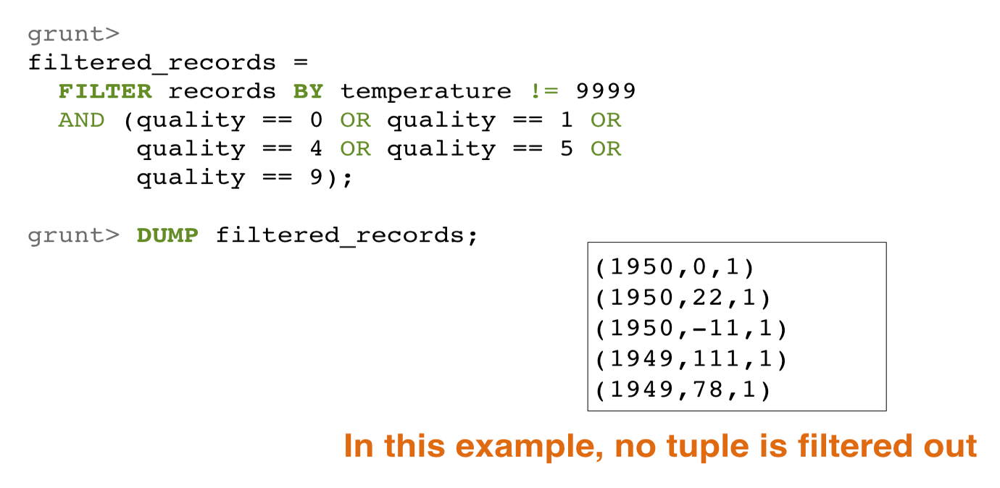 grunt>
filtered_records =
FILTER records BY temperature != 9999
AND (quality == 0 OR quality == 1 OR
quality == 4 OR quality == 5 OR
quality == 9);
grunt> DUMP filtered_records;
(1950,0,1)
(1950,22,1)
(1950,-11,1)
(1949,111,1)
(1949,78,1)
In this example, no tuple is filtered out